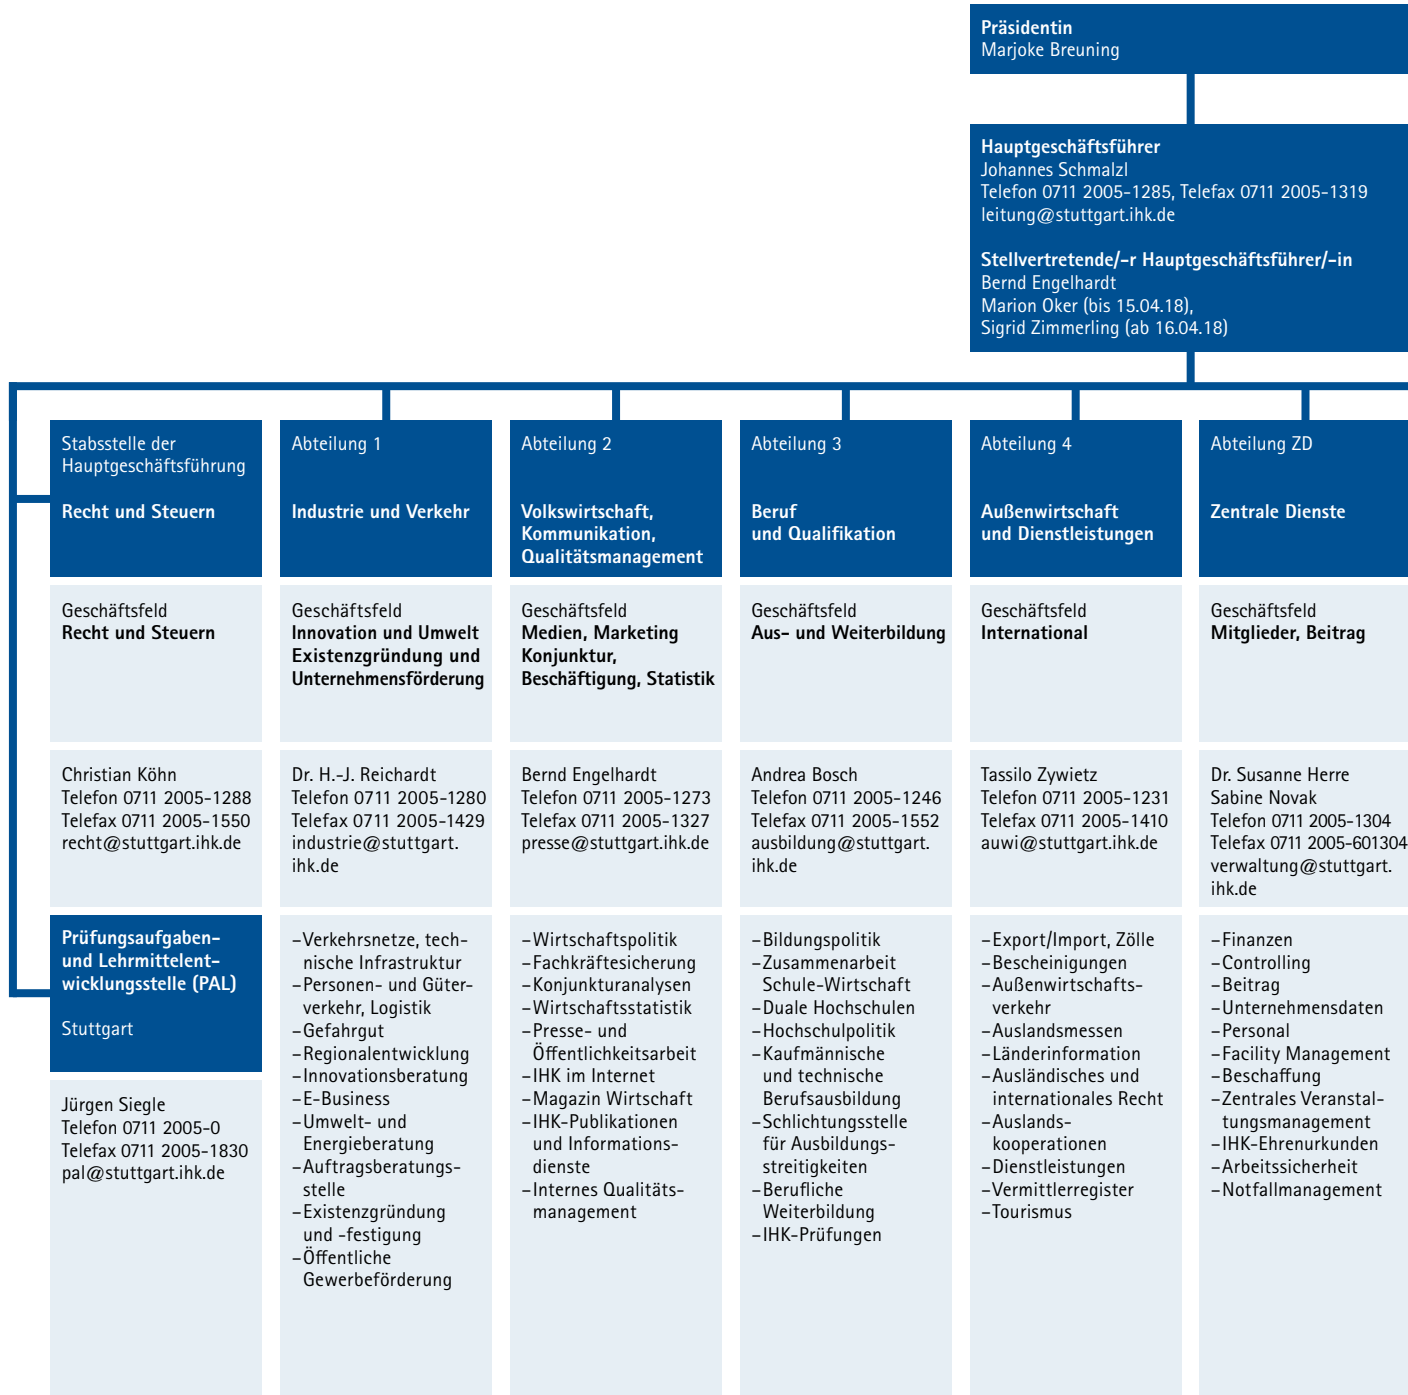 Präsidentin
Marjoke Breuning
Hauptgeschäftsführer
Johannes Schmalzl
Telefon 0711 2005-1285, Telefax 0711 2005-1319
leitung@stuttgart.ihk.de
Stellvertretende/-r Hauptgeschäftsführer/-in
Bernd Engelhardt
Marion Oker (bis 15.04.18),
Sigrid Zimmerling (ab 16.04.18)
Stabsstelle der
Hauptgeschäftsführung
Recht und Steuern
Geschäftsfeld
Recht und Steuern
Christian Köhn
Telefon 0711 2005-1288
Telefax 0711 2005-1550
recht@stuttgart.ihk.de
Prüfungsaufgaben-
und Lehrmittelent-
wicklungsstelle (PAL)
Stuttgart
Jürgen Siegle
Telefon 0711 2005-0
Telefax 0711 2005-1830
pal@stuttgart.ihk.de
Abteilung 1
Industrie und Verkehr
Geschäftsfeld
Innovation und Umwelt
Existenzgründung und
Unternehmensförderung
Dr. H.-J. Reichardt
Telefon 0711 2005-1280
Telefax 0711 2005-1429
industrie@stuttgart.
ihk.de
–Verkehrsnetze, tech-
nische Infrastruktur
–Personen- und Güter-
verkehr, Logistik
–Gefahrgut
–Regionalentwicklung
–Innovationsberatung
–E-Business
–Umwelt- und
Energieberatung
–Auftragsberatungs-
stelle
–Existenzgründung
und -festigung
–Öffentliche
Gewerbeförderung
Abteilung 2
Volkswirtschaft,
Kommunikation,
Qualitätsmanagement
Geschäftsfeld
Medien, Marketing
Konjunktur,
Beschäftigung, Statistik
Bernd Engelhardt
Telefon 0711 2005-1273
Telefax 0711 2005-1327
presse@stuttgart.ihk.de
–Wirtschaftspolitik
–Fachkräftesicherung
–Konjunkturanalysen
–Wirtschaftsstatistik
–Presse- und
Öffentlichkeitsarbeit
–IHK im Internet
–Magazin Wirtschaft
–IHK-Publikationen
und Informations-
dienste
–Internes Qualitäts-
management
Abteilung 3
Beruf
und Qualifikation
Geschäftsfeld
Aus- und Weiterbildung
Andrea Bosch
Telefon 0711 2005-1246
Telefax 0711 2005-1552
ausbildung@stuttgart.
ihk.de
–Bildungspolitik
–Zusammenarbeit
Schule-Wirtschaft
–Duale Hochschulen
–Hochschulpolitik
–Kaufmännische
und technische
Berufsausbildung
–Schlichtungsstelle
für Ausbildungs-
streitigkeiten
–Berufliche
Weiterbildung
–IHK-Prüfungen
Abteilung 4
Außenwirtschaft
und Dienstleistungen
Geschäftsfeld
International
Tassilo Zywietz
Telefon 0711 2005-1231
Telefax 0711 2005-1410
auwi@stuttgart.ihk.de
–Export/Import, Zölle
–Bescheinigungen
–Außenwirtschafts-
verkehr
–Auslandsmessen
–Länderinformation
–Ausländisches und
internationales Recht
–Auslands-
kooperationen
–Dienstleistungen
–Vermittlerregister
–Tourismus
Abteilung ZD
Zentrale Dienste
Geschäftsfeld
Mitglieder, Beitrag
Dr. Susanne Herre
Sabine Novak
Telefon 0711 2005-1304
Telefax 0711 2005-601304
verwaltung@stuttgart.
ihk.de
–Finanzen
–Controlling
–Beitrag
–Unternehmensdaten
–Personal
–Facility Management
–Beschaffung
–Zentrales Veranstal-
tungsmanagement
–IHK-Ehrenurkunden
–Arbeitssicherheit
–Notfallmanagement